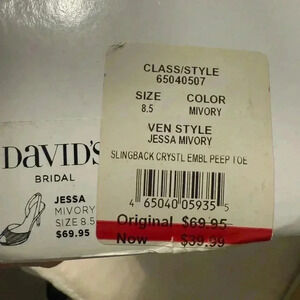 CLASS/STYLE
65040507
SIZE COLOR
8.5 MIVORY
VEN STYLE
JESSA MIVORY
SLINGBACK CRYSTL EMBL PEEP TOE
4 65040 05935 5
Original $69.95
Now $39.99
DAVID'S
BRIDAL
JESSA
MIVORY
SIZE 8.5
$69.95